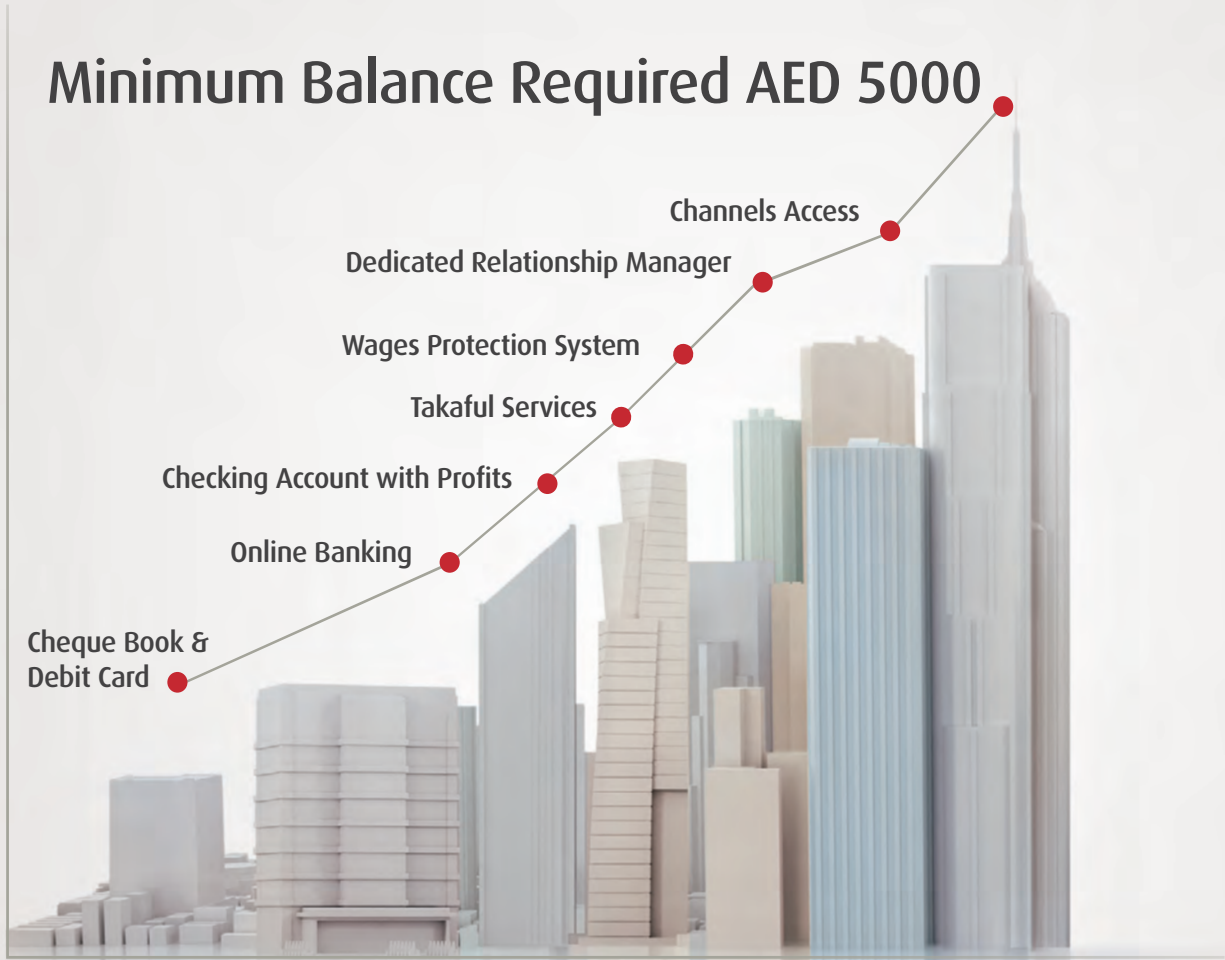 Minimum Balance Required AED 5000
Channels Access
Dedicated Relationship Manager
Wages Protection System
Takaful Services
Checking Account with Profits
Online Banking
Cheque Book &
Debit Card